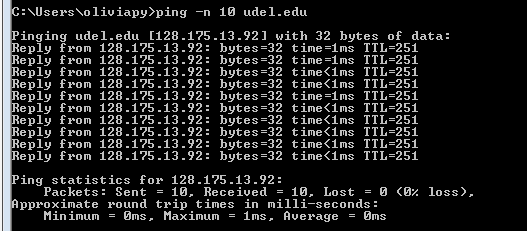 C:\Users\oliviapy>ping -n 10 udel.edu
Pinging udel.edu [128.175.13.92] with 32 bytes of data:
Reply from 128.175.13.92: bytes=32 time=1ms TTL=251
Reply from 128.175.13.92: bytes=32 time<1ms TTL=251
Reply from 128.175.13.92: bytes=32 time=1ms TTL=251
Reply from 128.175.13.92: bytes=32 time<1ms TTL=251
Reply from 128.175.13.92: bytes=32 time=1ms TTL=251
Reply from 128.175.13.92: bytes=32 time<1ms TTL=251
Reply from 128.175.13.92: bytes=32 time<1ms TTL=251
Reply from 128.175.13.92: bytes=32 time<1ms TTL=251
Reply from 128.175.13.92: bytes=32 time<1ms TTL=251
Reply from 128.175.13.92: bytes=32 time<1ms TTL=251
Ping statistics for 128.175.13.92:
Packets: Sent = 10, Received = 10, Lost = 0 (0% loss),
Approximate round trip times in milli-seconds:
Minimum = 0ms, Maximum = 1ms, Average = 0ms